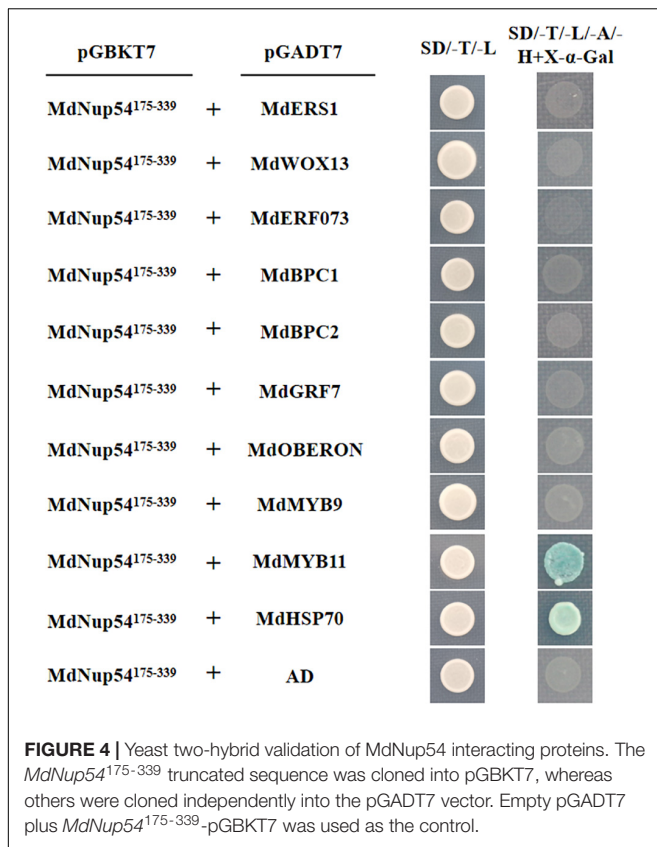 pGBKT7 pGADT7 SD/-T/-L SD/-T/-L/-A/-
H+X-α-Gal
MdNup54¹⁷⁵⁻³³⁹ + MdERS1
MdNup54¹⁷⁵⁻³³⁹ + MdWOX13
MdNup54¹⁷⁵⁻³³⁹ + MdERF073
MdNup54¹⁷⁵⁻³³⁹ + MdBPC1
MdNup54¹⁷⁵⁻³³⁹ + MdBPC2
MdNup54¹⁷⁵⁻³³⁹ + MdGRF7
MdNup54¹⁷⁵⁻³³⁹ + MdOBERON
MdNup54¹⁷⁵⁻³³⁹ + MdMYB9
MdNup54¹⁷⁵⁻³³⁹ + MdMYB11
MdNup54¹⁷⁵⁻³³⁹ + MdHSP70
MdNup54¹⁷⁵⁻³³⁹ + AD
FIGURE 4 | Yeast two-hybrid validation of MdNup54 interacting proteins. The
MdNup54¹⁷⁵⁻³³⁹ truncated sequence was cloned into pGBKT7, whereas
others were cloned independently into the pGADT7 vector. Empty pGADT7
plus MdNup54¹⁷⁵⁻³³⁹-pGBKT7 was used as the control.